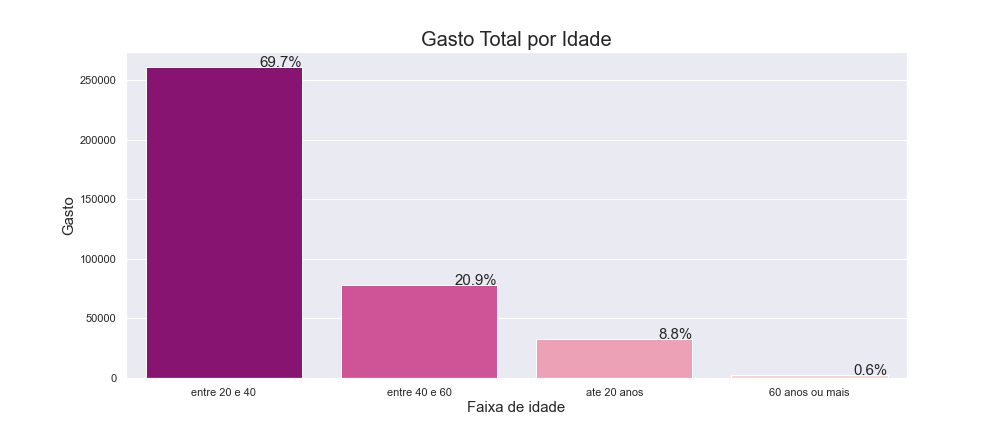 Gasto Total por Idade
69.7%
250000
200000
150000
100000
50000
0
Gasto
20.9%
8.8%
0.6%
entre 20 e 40
entre 40 e 60
ate 20 anos
60 anos ou mais
Faixa de idade